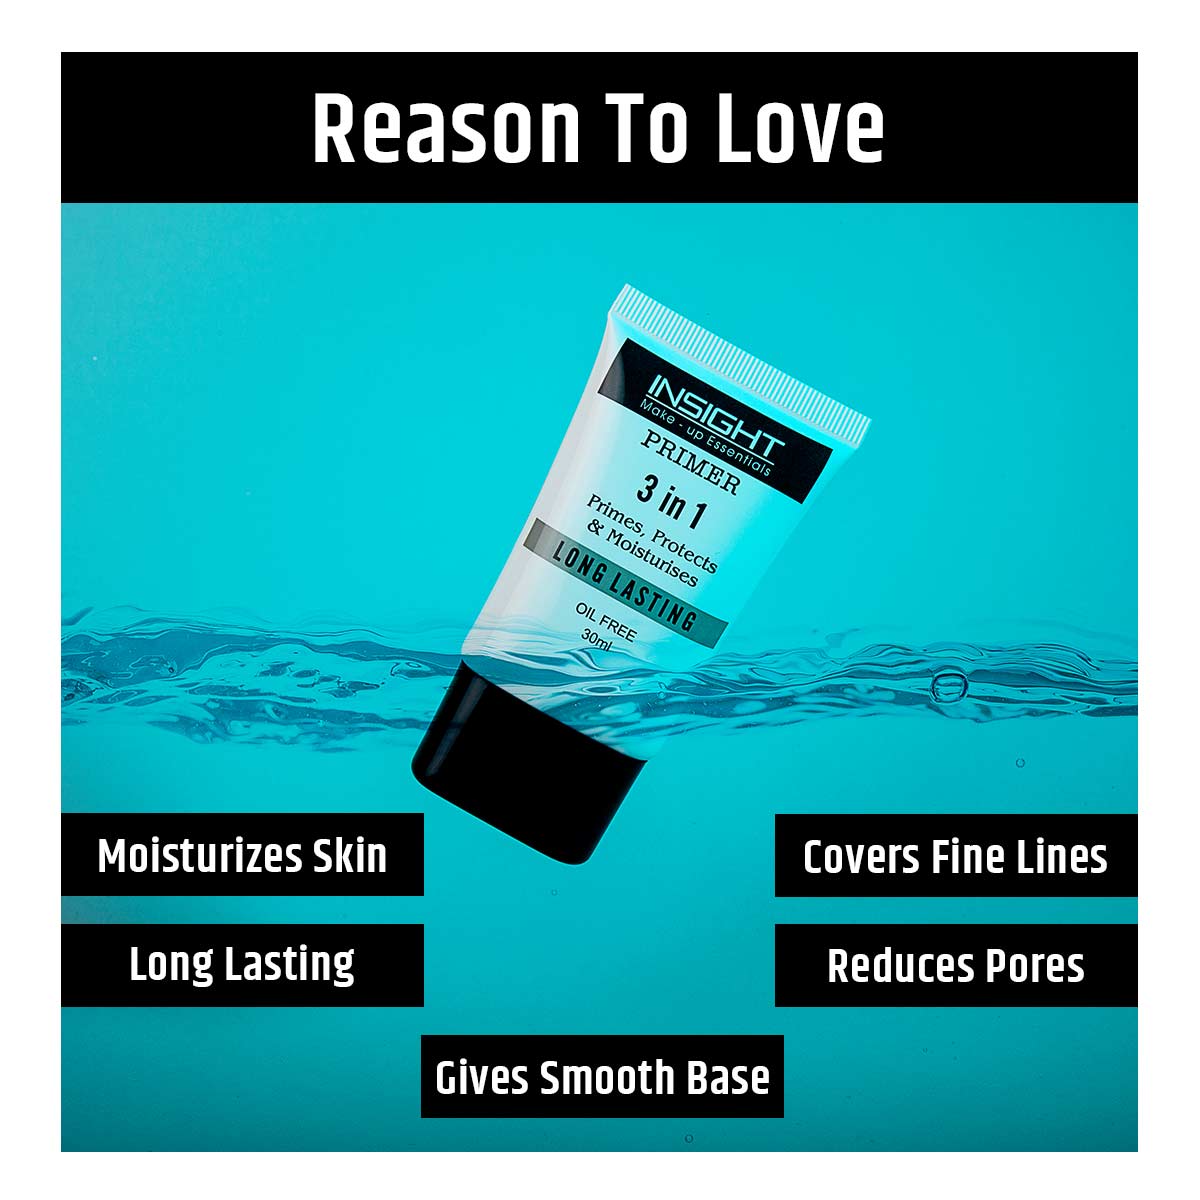 Reason To Love
INSIGHT
Make - up Essentials
PRIMER
3 in 1
Primes, Protects
& Moisturises
LONG LASTING
OIL FREE
30ml
Moisturizes Skin
Covers Fine Lines
Long Lasting
Reduces Pores
Gives Smooth Base